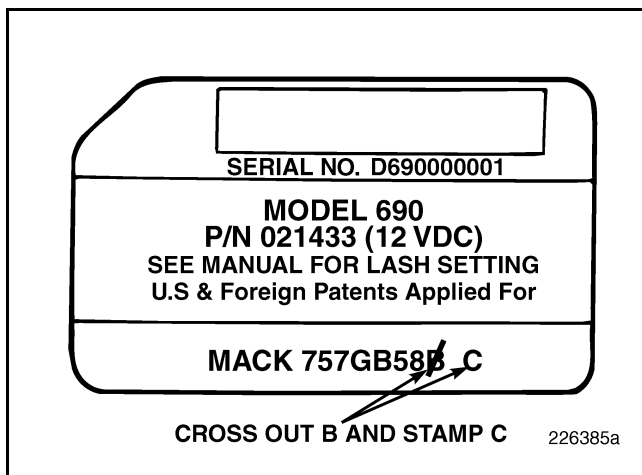 SERIAL NO. D690000001
MODEL 690
P/N 021433 (12 VDC)
SEE MANUAL FOR LASH SETTING
U.S & Foreign Patents Applied For
MACK 757GB58B C
CROSS OUT B AND STAMP C
226385a